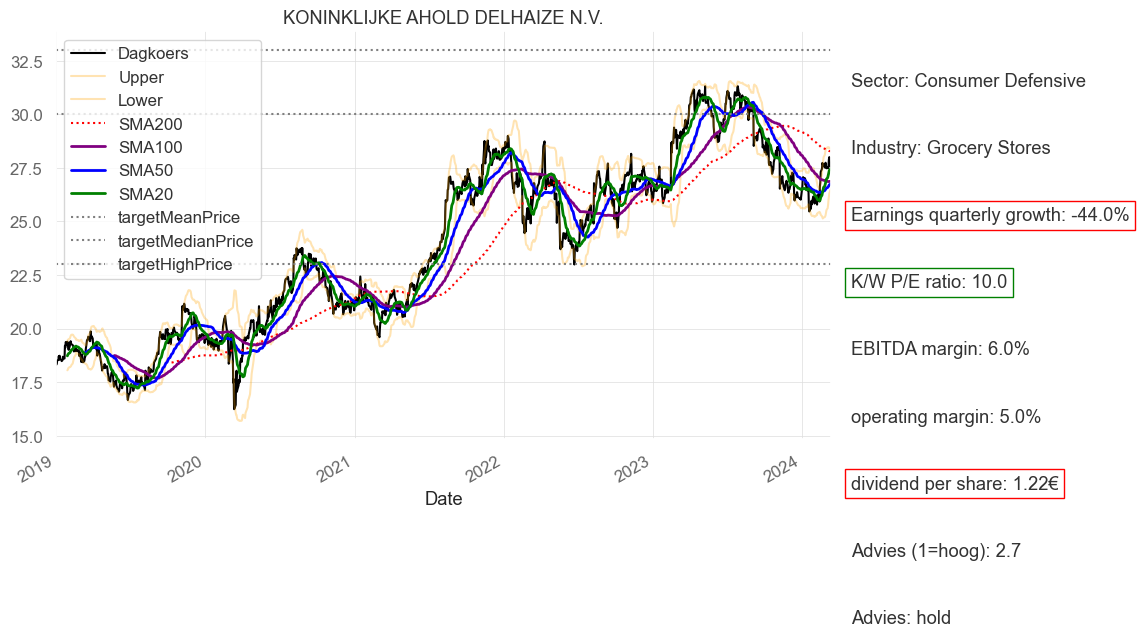 KONINKLIJKE AHOLD DELHAIZE N.V.
32.5
30.0
27.5
25.0
22.5
20.0
17.5
15.0
Dagkoers
Upper
Lower
SMA200
SMA100
SMA50
SMA20
targetMeanPrice
targetMedianPrice
targetHighPrice
2019
2020
2021
2022
2023
2024
Date
Sector: Consumer Defensive
Industry: Grocery Stores
Earnings quarterly growth: -44.0%
K/W P/E ratio: 10.0
EBITDA margin: 6.0%
operating margin: 5.0%
dividend per share: 1.22€
Advies (1=hoog): 2.7
Advies: hold